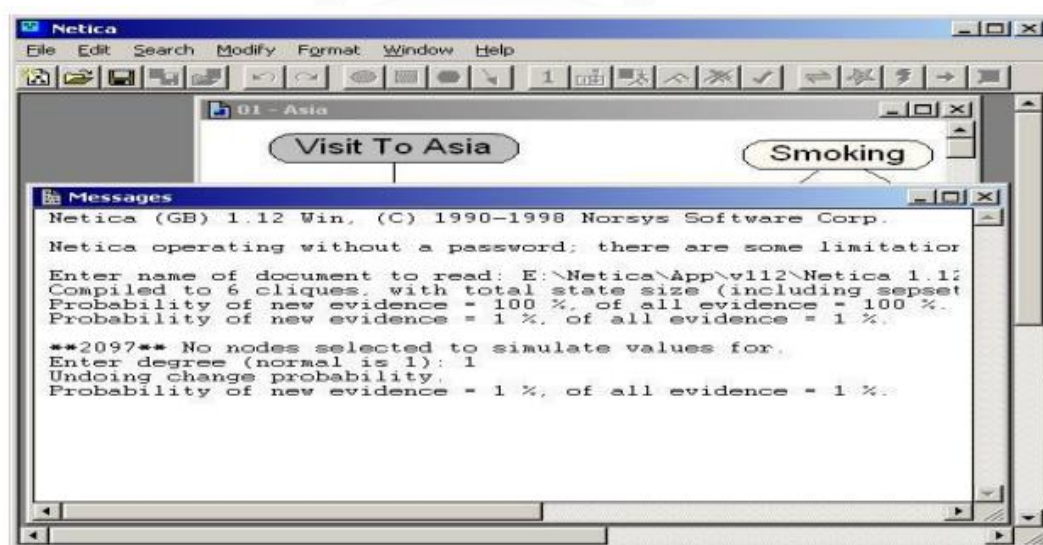 Netica
File Edit Search Modify Format Window Help
1
01 - Asia
Visit To Asia
Smoking
Messages
Netica (GB) 1.12 Win, (C) 1990-1998 Norsys Software Corp.
Netica operating without a password; there are some limitation
Enter name of document to read: E:\Netica\App\v112\Netica 1.12
Compiled to 6 cliques, with total state size (including sepset
Probability of new evidence = 100 %, of all evidence = 100 %.
Probability of new evidence = 1 %, of all evidence = 1 %.
**2097** No nodes selected to simulate values for.
Enter degree (normal is 1): 1
Undoing change probability.
Probability of new evidence = 1 %, of all evidence = 1 %.